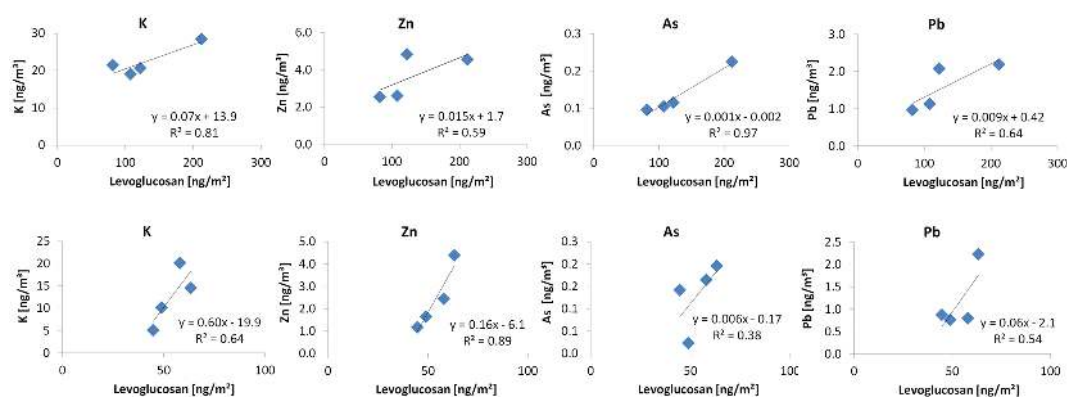 K
Zn
As
Pb
K [ng/m³]
30
20
10
0
y = 0.07x + 13.9
R² = 0.81
0 100 200 300
Levoglucosan [ng/m²]
Zn [ng/m³]
6.0
4.0
2.0
0.0
y = 0.015x + 1.7
R² = 0.59
0 100 200 300
Levoglucosan [ng/m²]
As [ng/m³]
0.3
0.2
0.1
0.0
y = 0.001x - 0.002
R² = 0.97
0 100 200 300
Levoglucosan [ng/m²]
Pb [ng/m³]
3.0
2.0
1.0
0.0
y = 0.009x + 0.42
R² = 0.64
0 100 200 300
Levoglucosan [ng/m²]
K
Zn
As
Pb
K [ng/m³]
25
20
15
10
5
0
y = 0.60x - 19.9
R² = 0.64
0 50 100
Levoglucosan [ng/m²]
Zn [ng/m³]
5.0
4.0
3.0
2.0
1.0
0.0
y = 0.16x - 6.1
R² = 0.89
0 50 100
Levoglucosan [ng/m²]
As [ng/m³]
0.3
0.2
0.2
0.1
0.1
0.0
y = 0.006x - 0.17
R² = 0.38
0 50 100
Levoglucosan [ng/m²]
Pb [ng/m³]
2.5
2.0
1.5
1.0
0.5
0.0
y = 0.06x - 2.1
R² = 0.54
0 50 100
Levoglucosan [ng/m²]